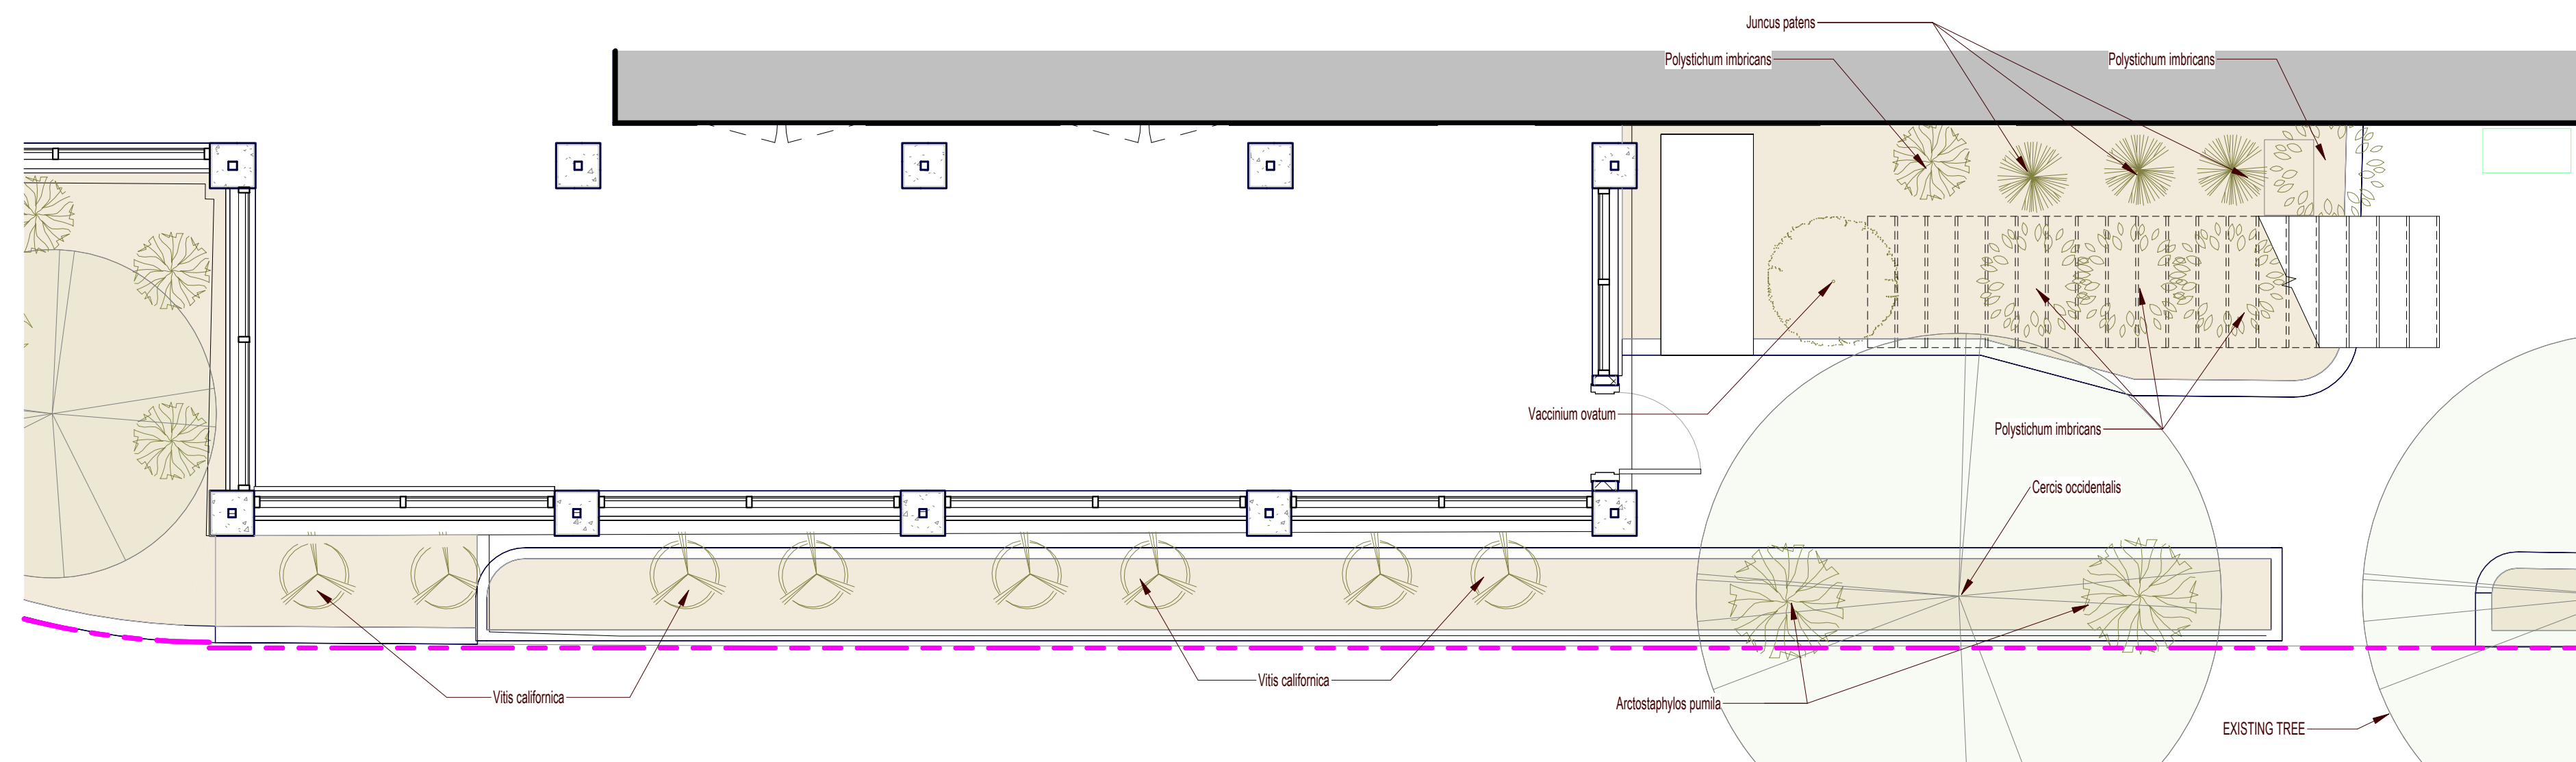 Juncus patens
Polystichum imbricans
Polystichum imbricans
Vaccinium ovatum
Polystichum imbricans
Cercis occidentalis
Vitis californica
Vitis californica
Arctostaphylos pumila
EXISTING TREE